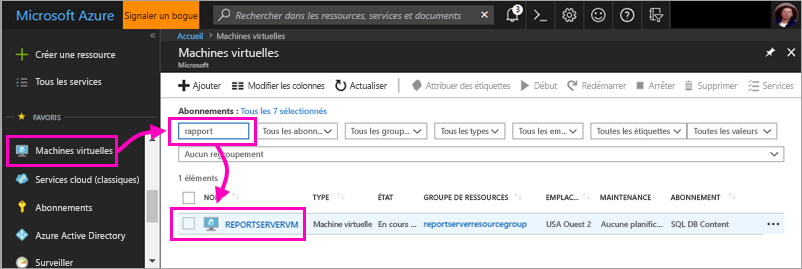 Microsoft Azure Signaler un bogue Rechercher dans les ressources, services et documents 3
Accueil > Machines virtuelles
Créer une ressource
Machines virtuelles
Microsoft
Tous les services
Ajouter Modifier les colonnes Actualiser Attribuer des étiquettes Début Redémarrer Arrêter Supprimer Services
Abonnements : Tous les 7 sélectionnés
FAVORIS
rapport Tous les abonn... Tous les group... Tous les types Tous les em... Toutes les étiquettes Toutes les valeurs
Machines virtuelles
Aucun regroupement
Services cloud (classiques)
1 éléments
NO TYPE ÉTAT GROUPE DE RESSOURCES EMPLAC... MAINTENANCE ABONNEMENT
Abonnements
REPORTSERVERVM Machine virtuelle En cours ... reportserverresourcegroup USA Ouest 2 Aucune planific... SQL DB Content
Azure Active Directory
Surveiller